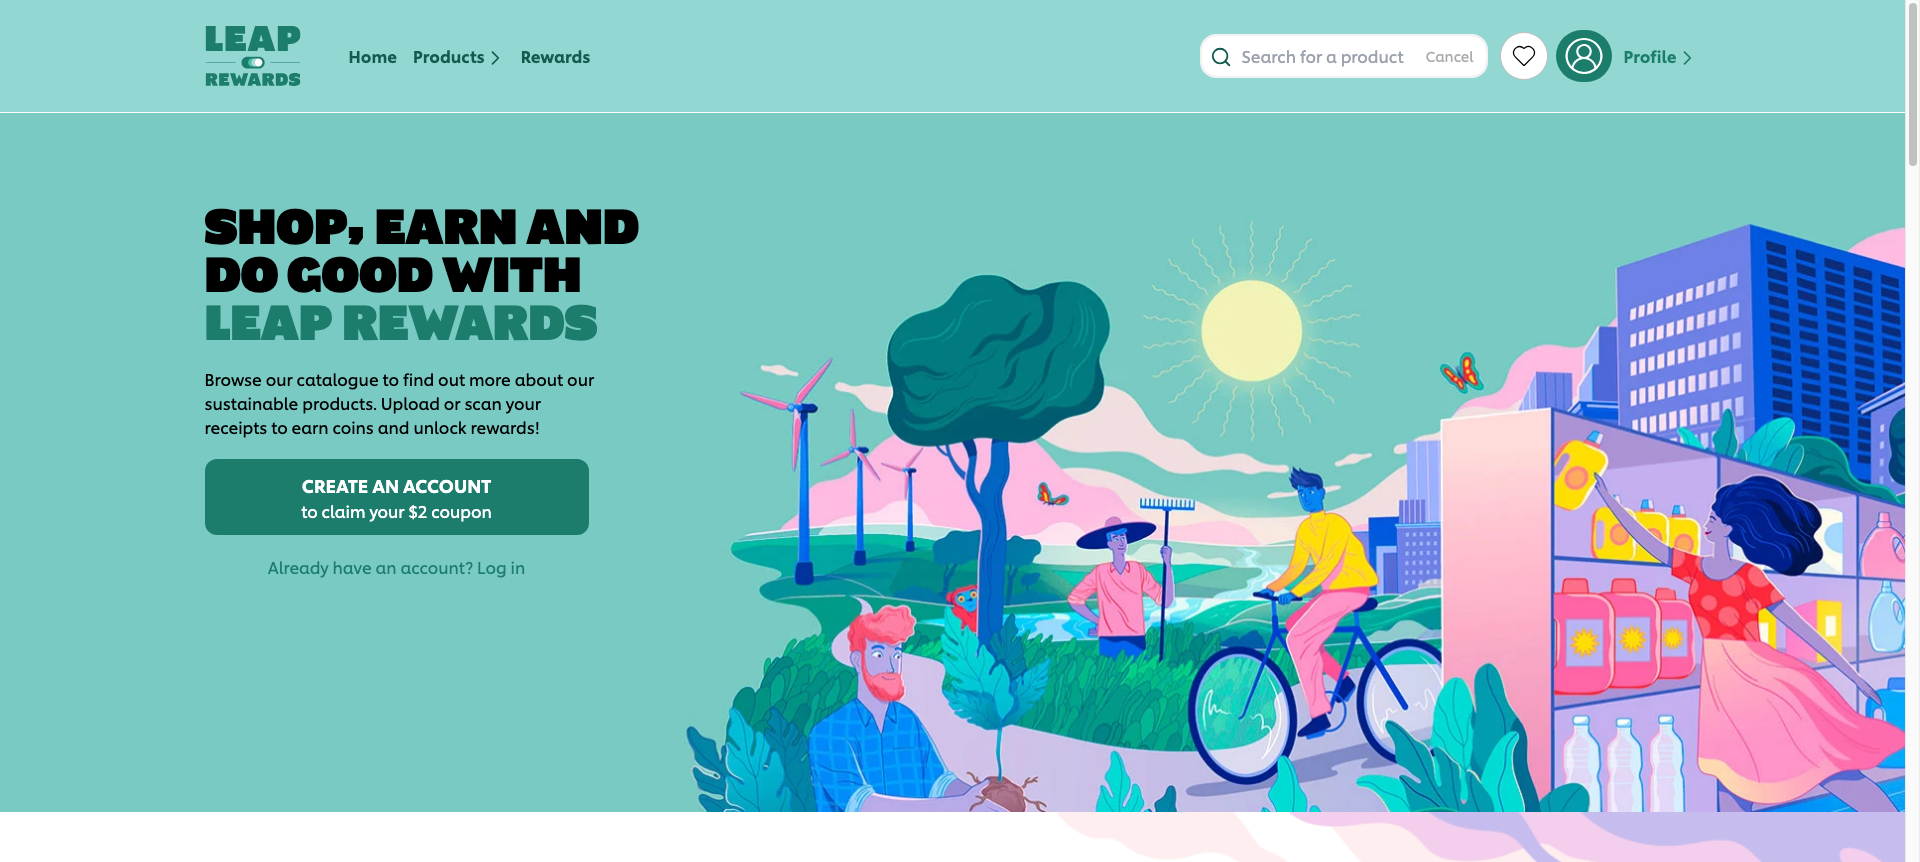 LEAP
REWARDS
Home
Products
Rewards
Search for a product
Cancel
Profile
SHOP, EARN AND
DO GOOD WITH
LEAP REWARDS
Browse our catalogue to find out more about our
sustainable products. Upload or scan your
receipts to earn coins and unlock rewards!
CREATE AN ACCOUNT
to claim your $2 coupon
Already have an account? Log in